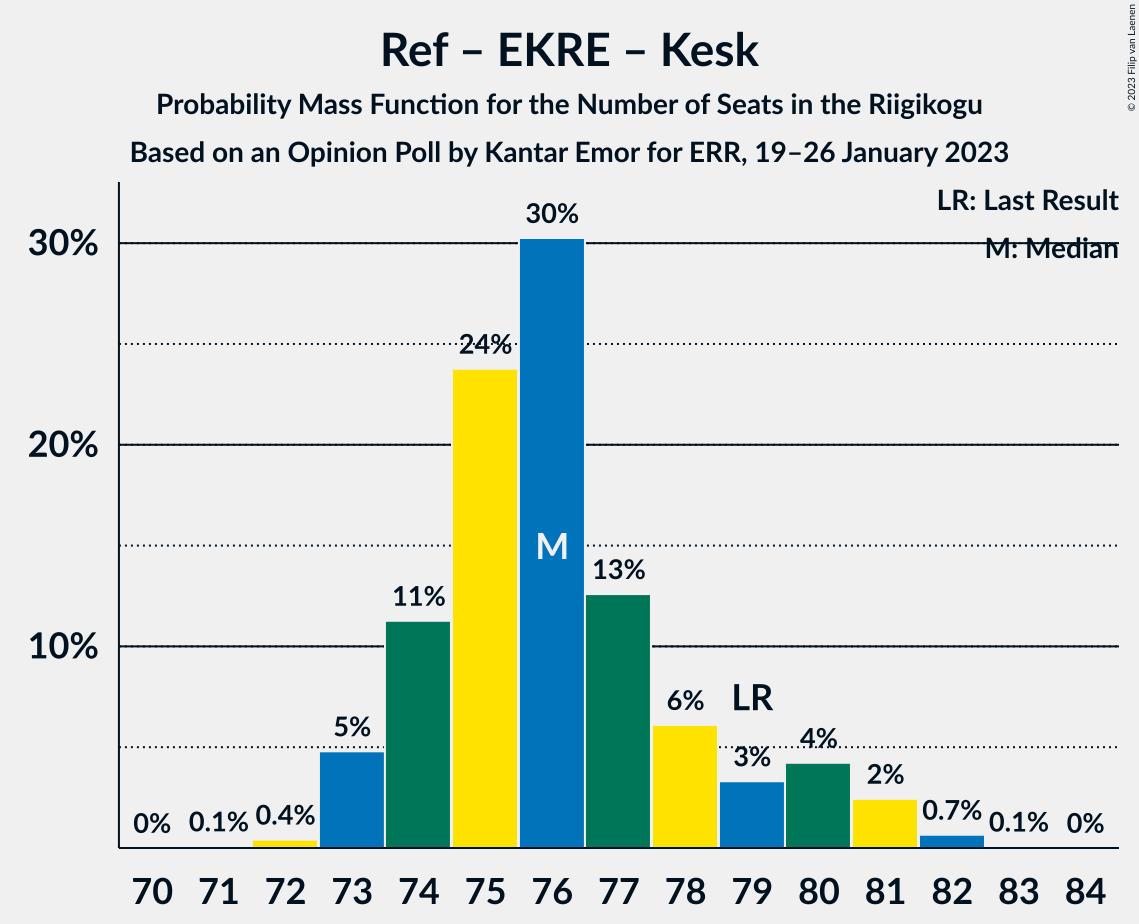 Ref – EKRE – Kesk
Probability Mass Function for the Number of Seats in the Riigikogu
Based on an Opinion Poll by Kantar Emor for ERR, 19–26 January 2023
© 2023 Filip van Laenen
LR: Last Result
M: Median
30%
20%
10%
0%
0.1%
0.4%
5%
11%
24%
30%
M
13%
6%
LR
3%
4%
2%
0.7%
0.1%
0%
70 71 72 73 74 75 76 77 78 79 80 81 82 83 84